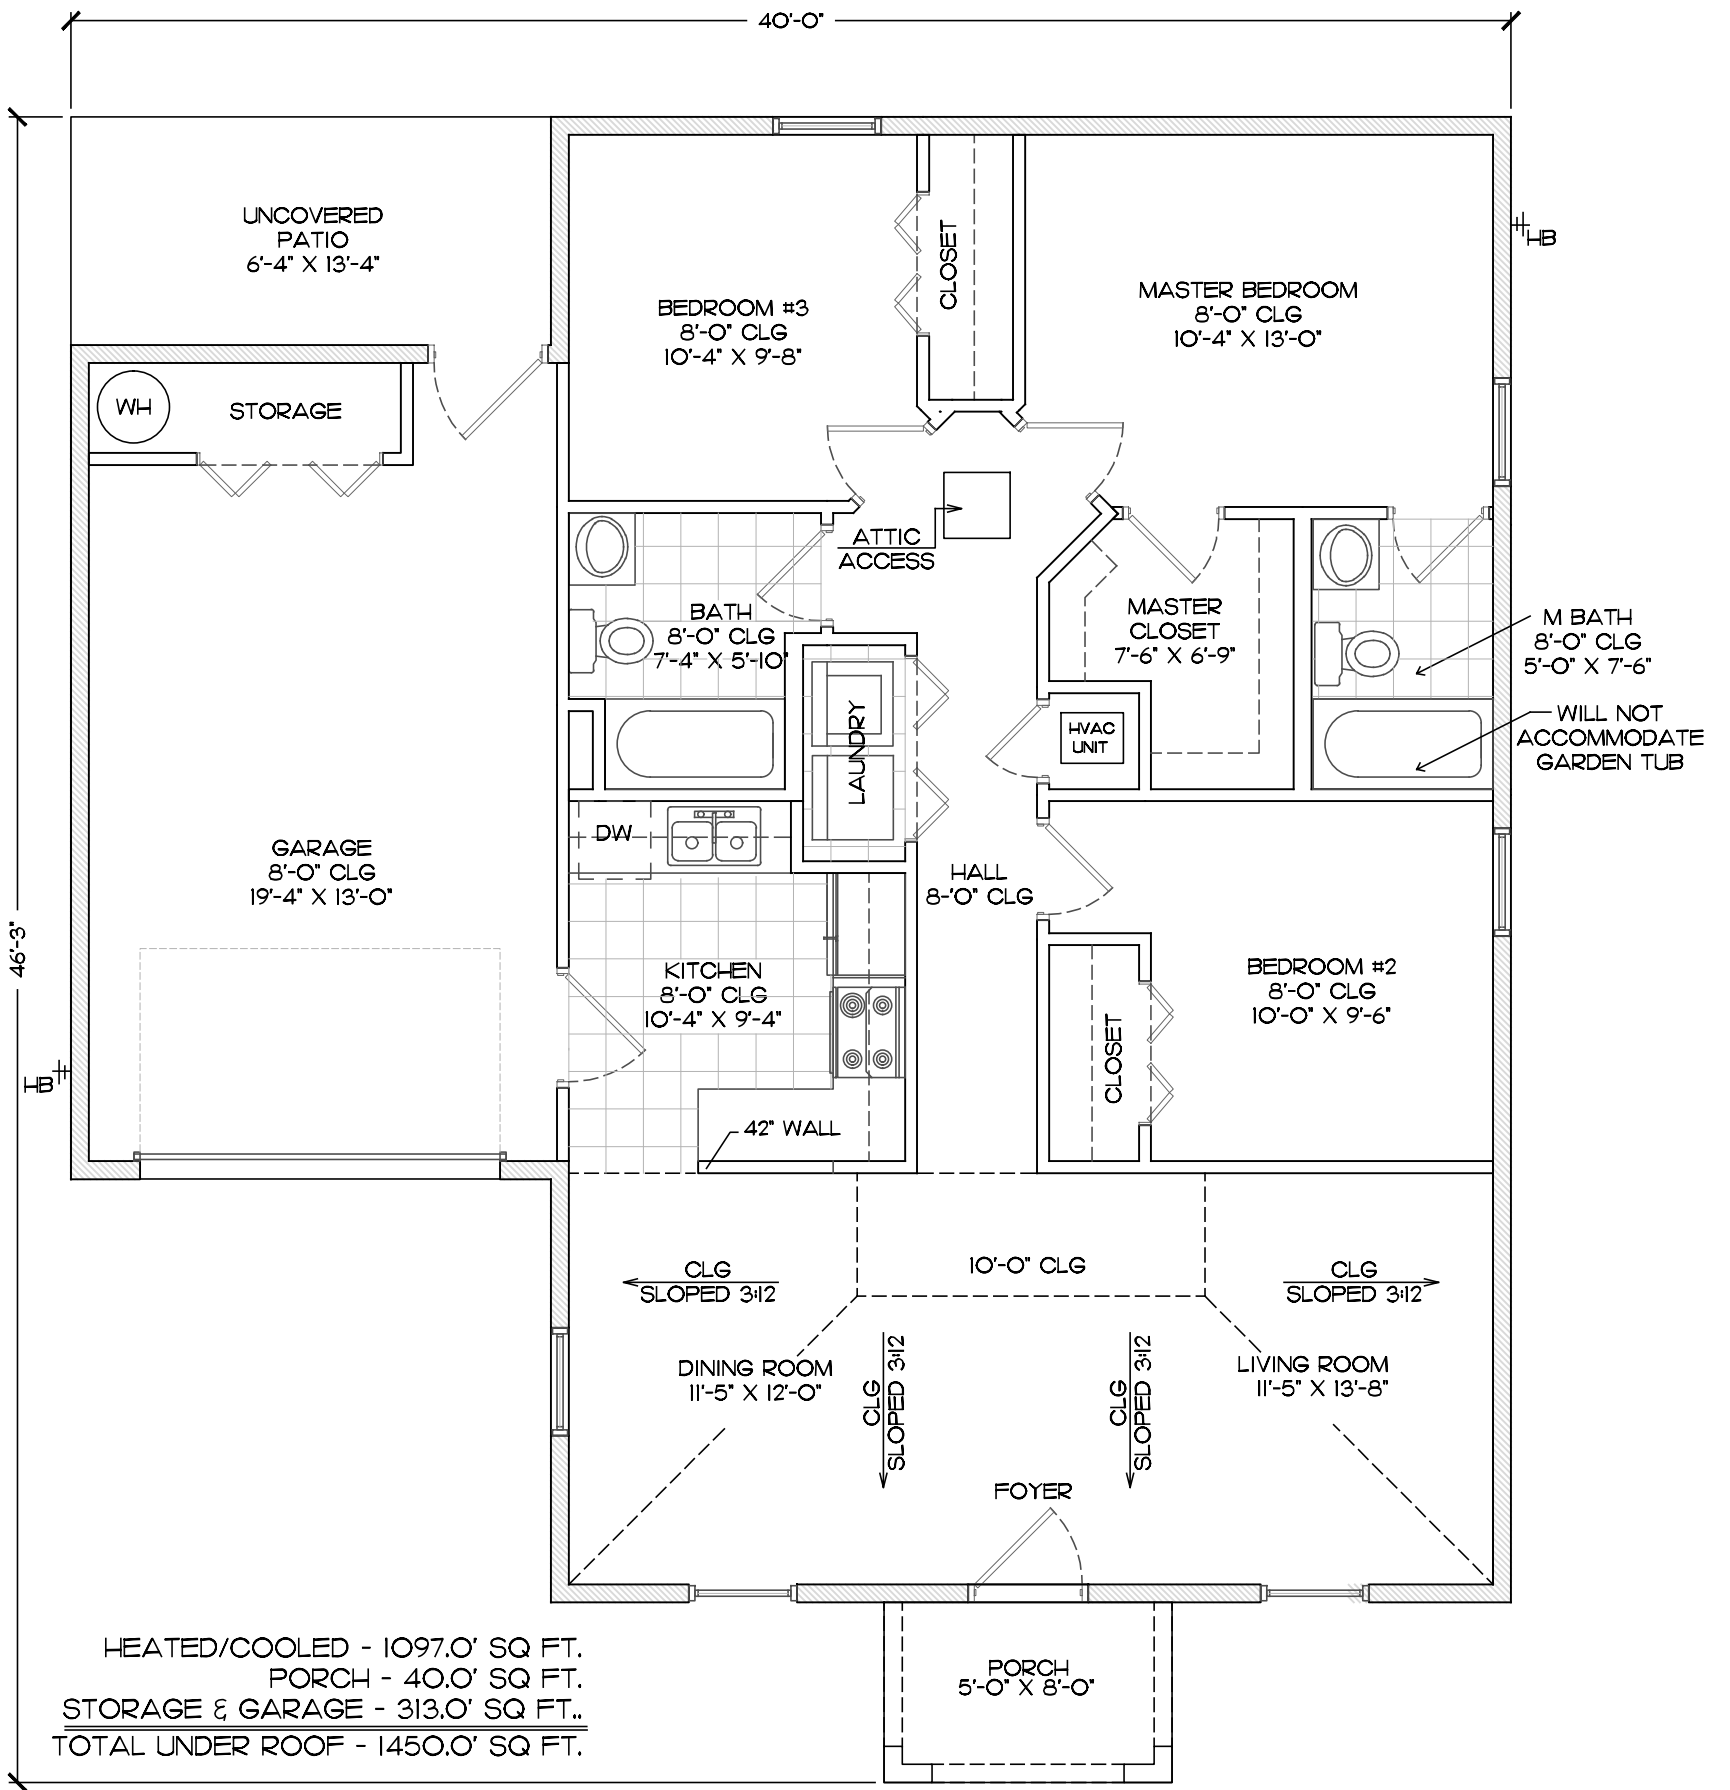 40'-0"
UNCOVERED
PATIO
6'-4" X 13'-4"
HB
BEDROOM #3
8'-0" CLG
10'-4" X 9'-8"
CLOSET
MASTER BEDROOM
8'-0" CLG
10'-4" X 13'-0"
WH
STORAGE
ATTIC
ACCESS
BATH
8'-0" CLG
7'-4" X 5'-10"
MASTER
CLOSET
7'-6" X 6'-9"
M BATH
8'-0" CLG
5'-0" X 7'-6"
WILL NOT
ACCOMMODATE
GARDEN TUB
LAUNDRY
HVAC
UNIT
DW
GARAGE
8'-0" CLG
19'-4" X 13'-0"
HALL
8-'0" CLG
46'-3"
KITCHEN
8'-0" CLG
10'-4" X 9'-4"
BEDROOM #2
8'-0" CLG
10'-0" X 9'-6"
CLOSET
HB
42" WALL
CLG
SLOPED 3:12
10'-0" CLG
CLG
SLOPED 3:12
DINING ROOM
11'-5" X 12'-0"
CLG
SLOPED 3:12
CLG
SLOPED 3:12
LIVING ROOM
11'-5" X 13'-8"
FOYER
PORCH
5'-0" X 8'-0"
HEATED/COOLED - 1097.0' SQ FT.
PORCH - 40.0' SQ FT.
STORAGE & GARAGE - 313.0' SQ FT..
TOTAL UNDER ROOF - 1450.0' SQ FT.